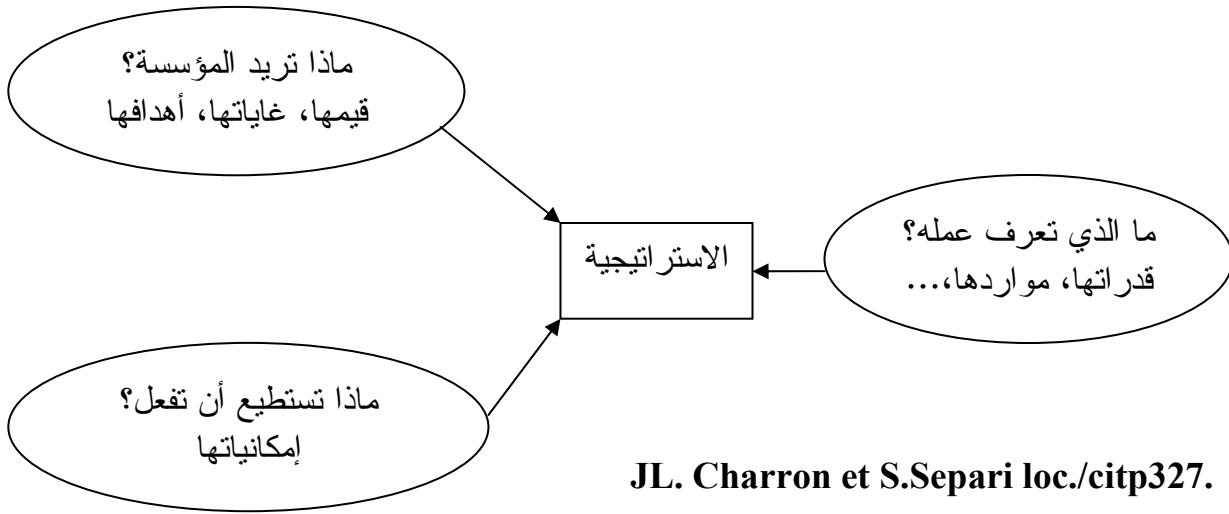 ماذا تريد المؤسسة؟
قيمها، غاياتها، أهدافها
ما الذي تعرف عمله؟
قدراتها، مواردها،...
الاستراتيجية
ماذا تستطيع أن تفعل؟
إمكانياتها
JL. Charron et S.Separi loc./citp327.